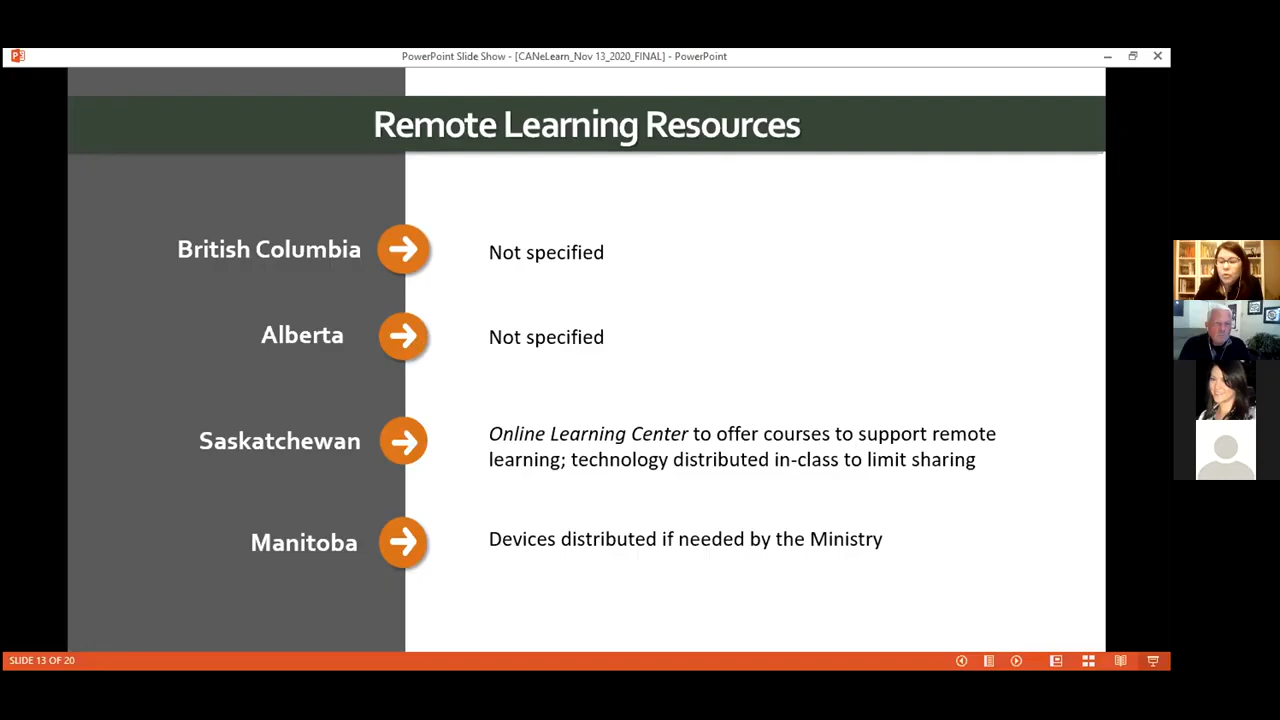 PowerPoint Slide Show - [CANeLearn_Nov 13_2020_FINAL] - PowerPoint
Remote Learning Resources
British Columbia
Not specified
Alberta
Not specified
Saskatchewan
Online Learning Center to offer courses to support remote
learning; technology distributed in-class to limit sharing
Manitoba
Devices distributed if needed by the Ministry
SLIDE 13 OF 20